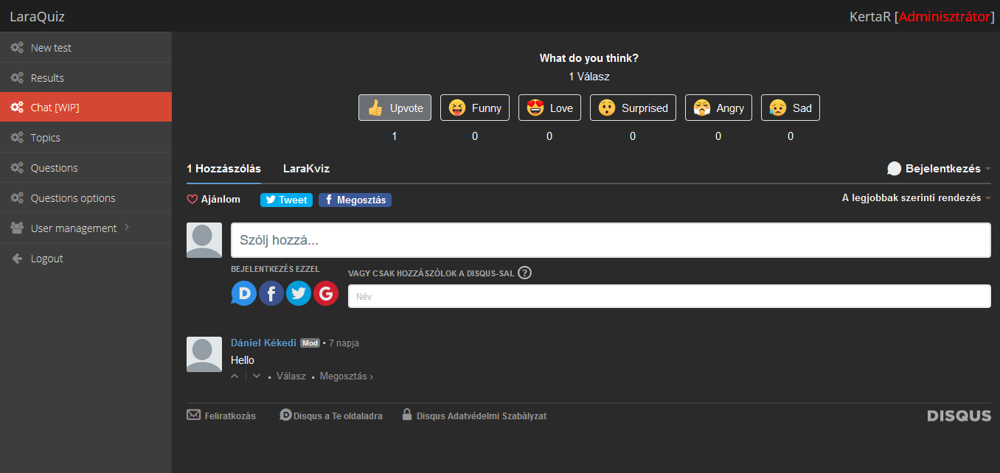 LaraQuiz
KertaR [Adminisztrátor]
New test
Results
Chat [WIP]
Topics
Questions
Questions options
User management
Logout
What do you think?
1 Válasz
Upvote Funny Love Surprised Angry Sad
1 0 0 0 0 0
1 Hozzászólás LaraKviz Bejelentkezés
Ajánlom Tweet f Megosztás A legjobbak szerinti rendezés
Szólj hozzá...
BEJELENTKEZÉS EZZEL
VAGY CSAK HOZZÁSZÓLOK A DISQUS-SAL ?
D f G
Név
Dániel Kékedi Mod • 7 napja
Hello
• Válasz • Megosztás ›
Feliratkozás D Disqus a Te oldaladra Disqus Adatvédelmi Szabályzat DISQUS